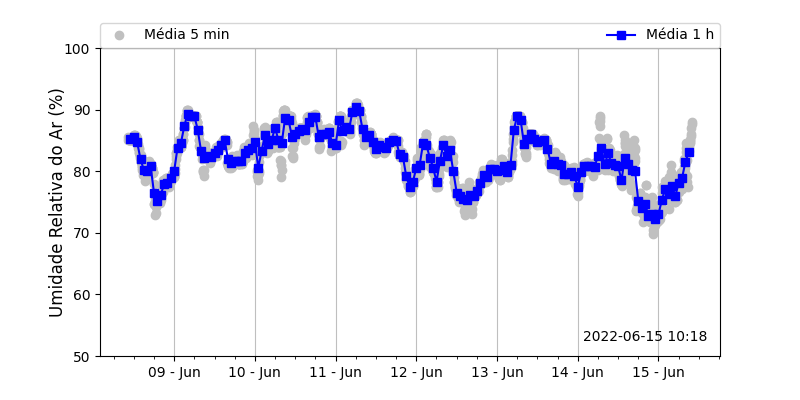 Média 5 min
Média 1 h
Umidade Relativa do Ar (%)
100
90
80
70
60
50
2022-06-15 10:18
09 - Jun
10 - Jun
11 - Jun
12 - Jun
13 - Jun
14 - Jun
15 - Jun